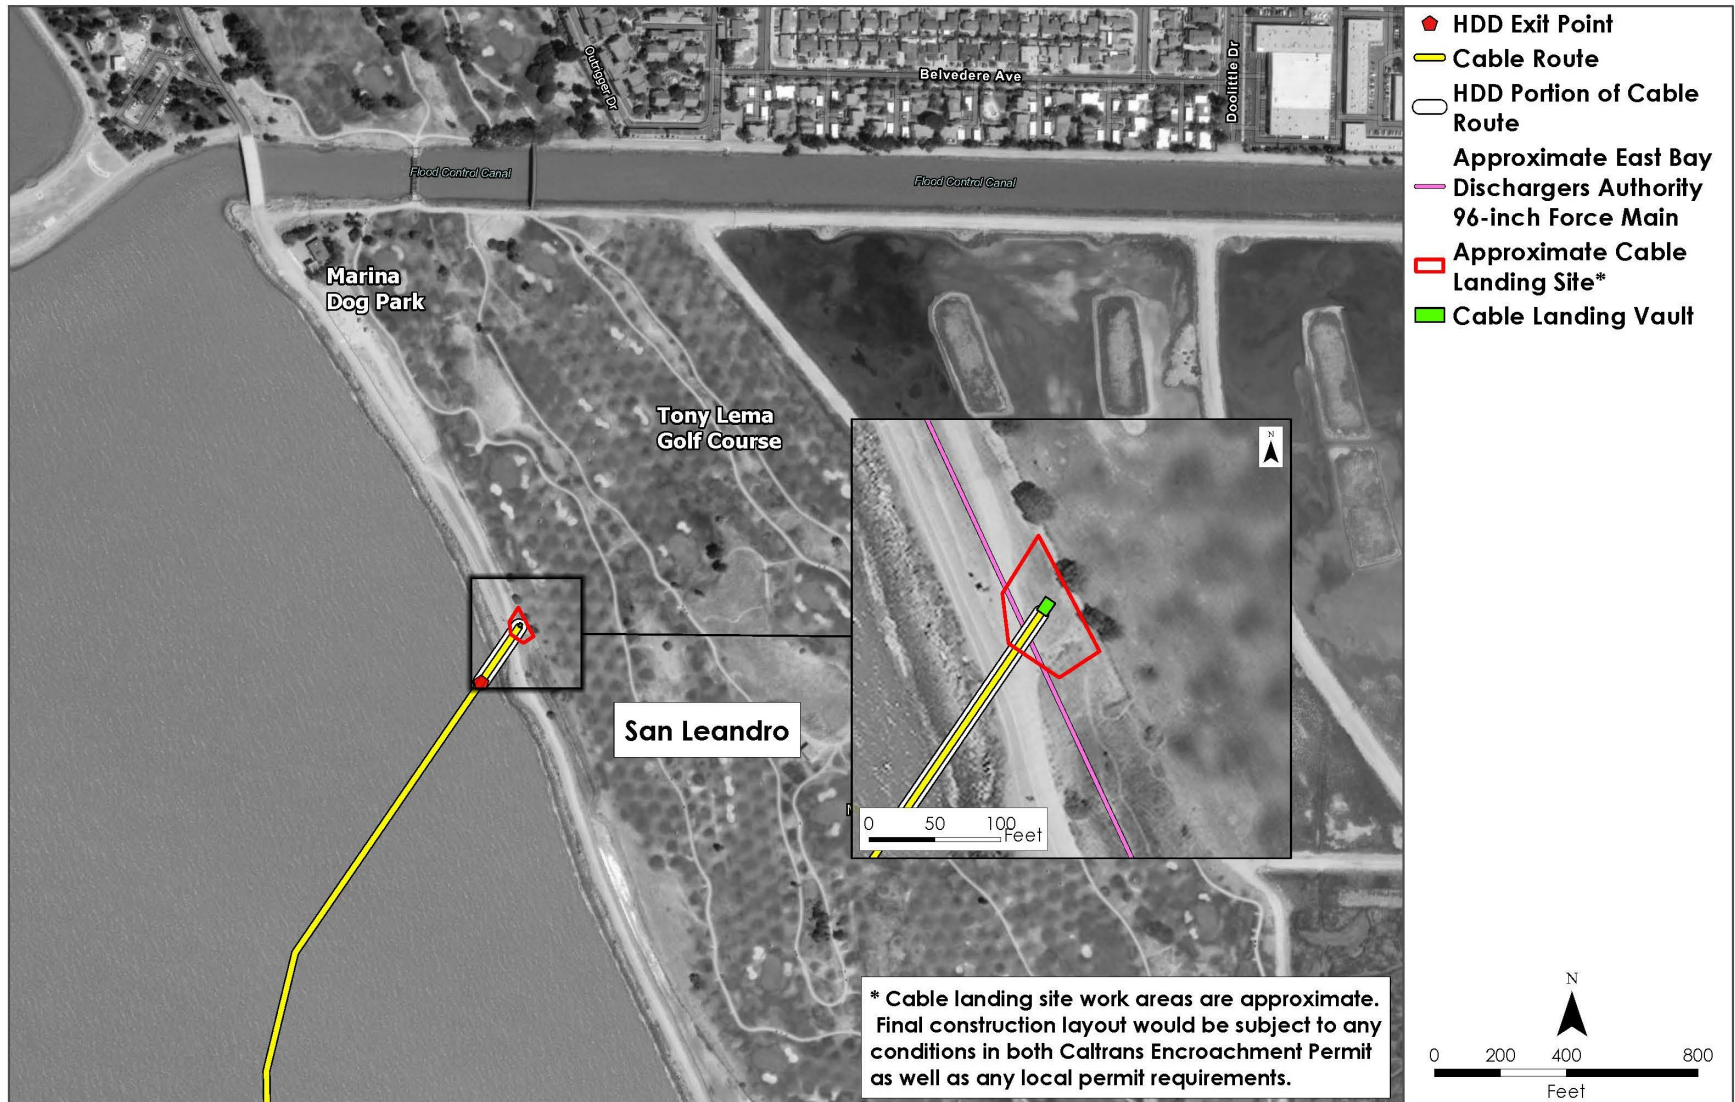 HDD Exit Point
Cable Route
HDD Portion of Cable
Route
Approximate East Bay
Dischargers Authority
96-inch Force Main
Approximate Cable
Landing Site*
Cable Landing Vault
Outrigger Dr
Belvedere Ave
Doolittle Dr
Flood Control Canal
Flood Control Canal
Marina
Dog Park
Tony Lema
Golf Course
San Leandro
N
0 50 100
Feet
* Cable landing site work areas are approximate.
Final construction layout would be subject to any
conditions in both Caltrans Encroachment Permit
as well as any local permit requirements.
N
0 200 400 800
Feet